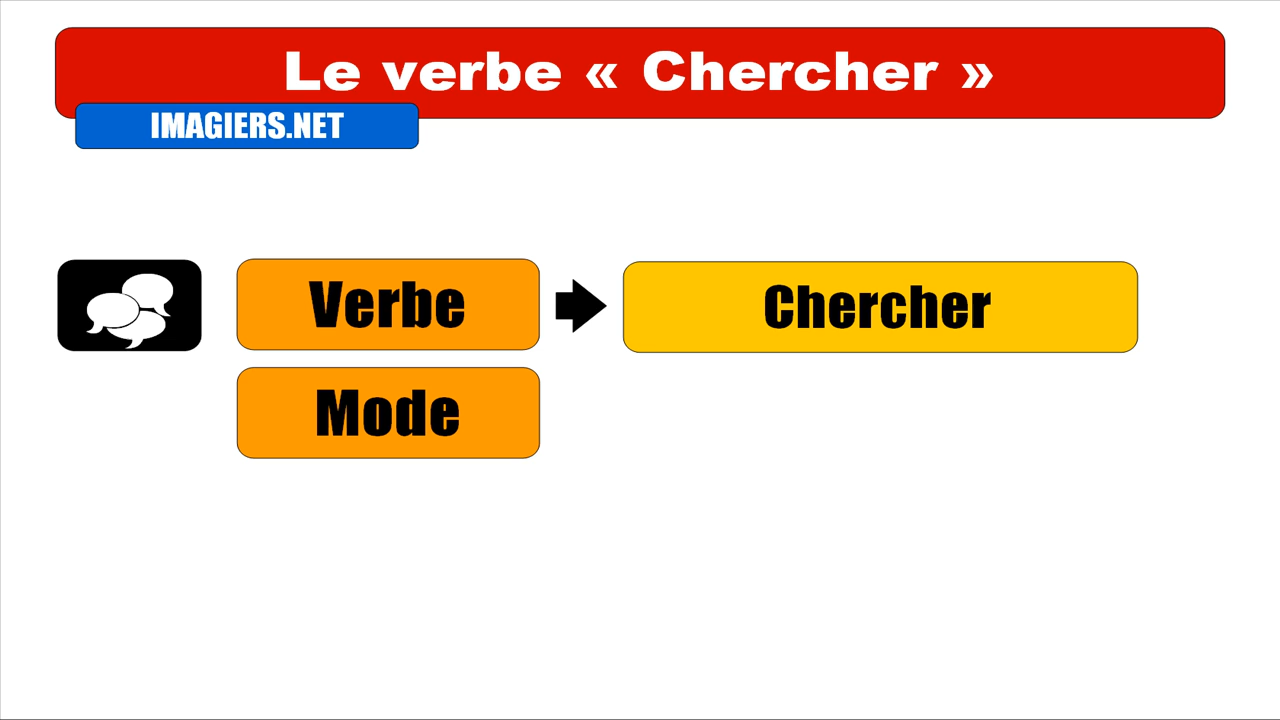 Le verbe « Chercher »
IMAGIERS.NET
Verbe
Chercher
Mode